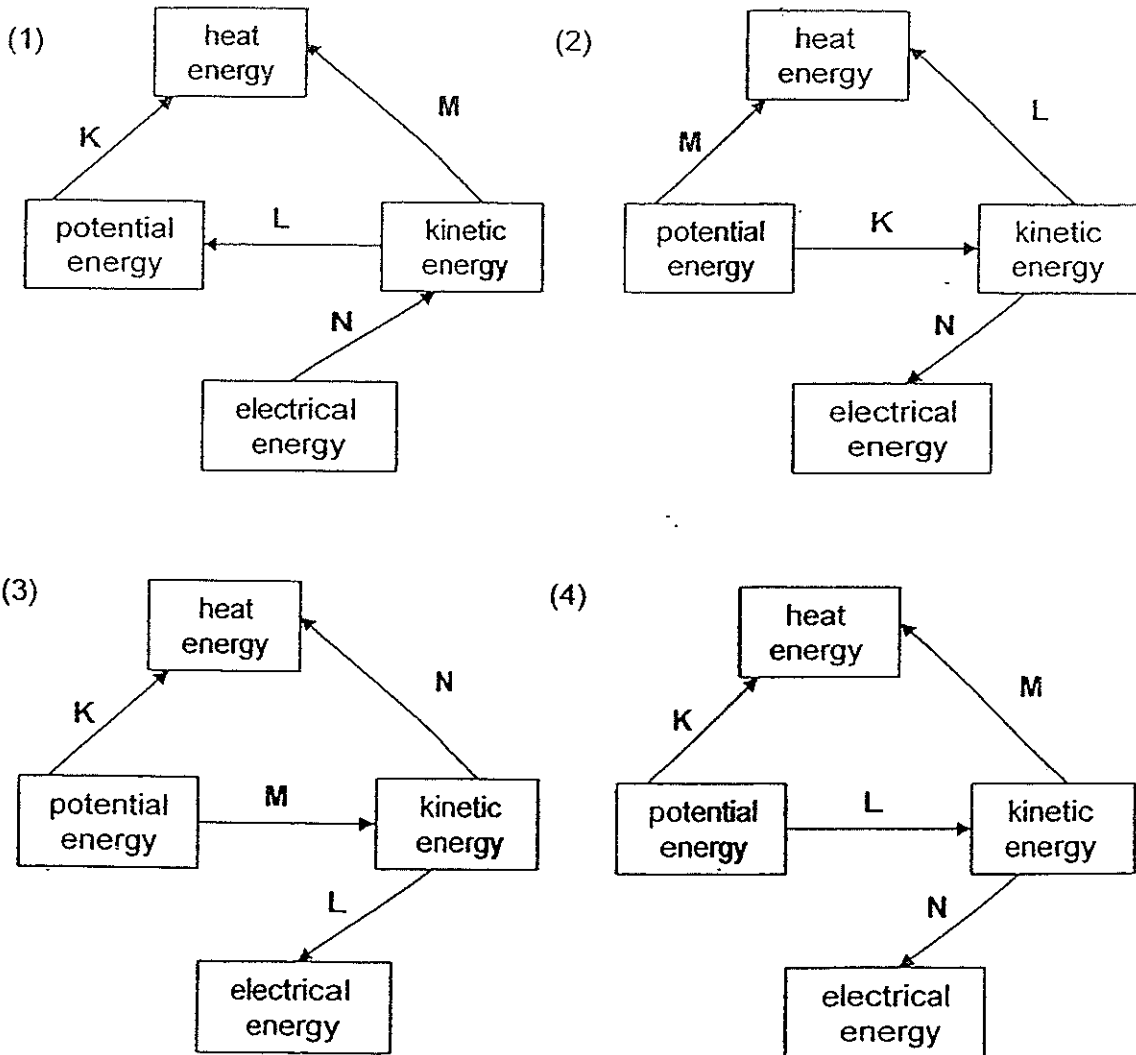 (1)
heat
energy
K
M
potential
energy
L
kinetic
energy
N
electrical
energy
(2)
heat
energy
M
L
potential
energy
K
kinetic
energy
N
electrical
energy
(3)
heat
energy
K
N
potential
energy
M
kinetic
energy
L
electrical
energy
(4)
heat
energy
K
M
potential
energy
L
kinetic
energy
N
electrical
energy